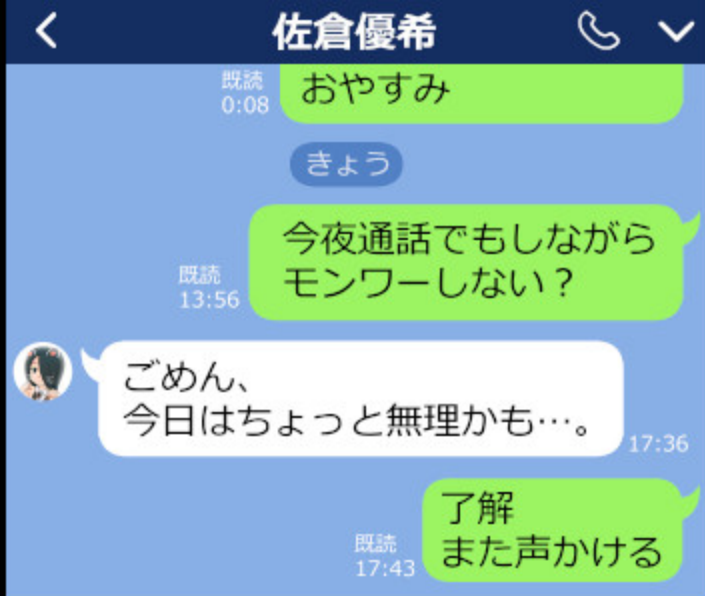 佐倉優希
おやすみ
既読
0:08
きょう
今夜通話でもしながら
モンワーしない？
既読
13:56
ごめん、
今日はちょっと無理かも…。
17:36
了解
また声かける
既読
17:43